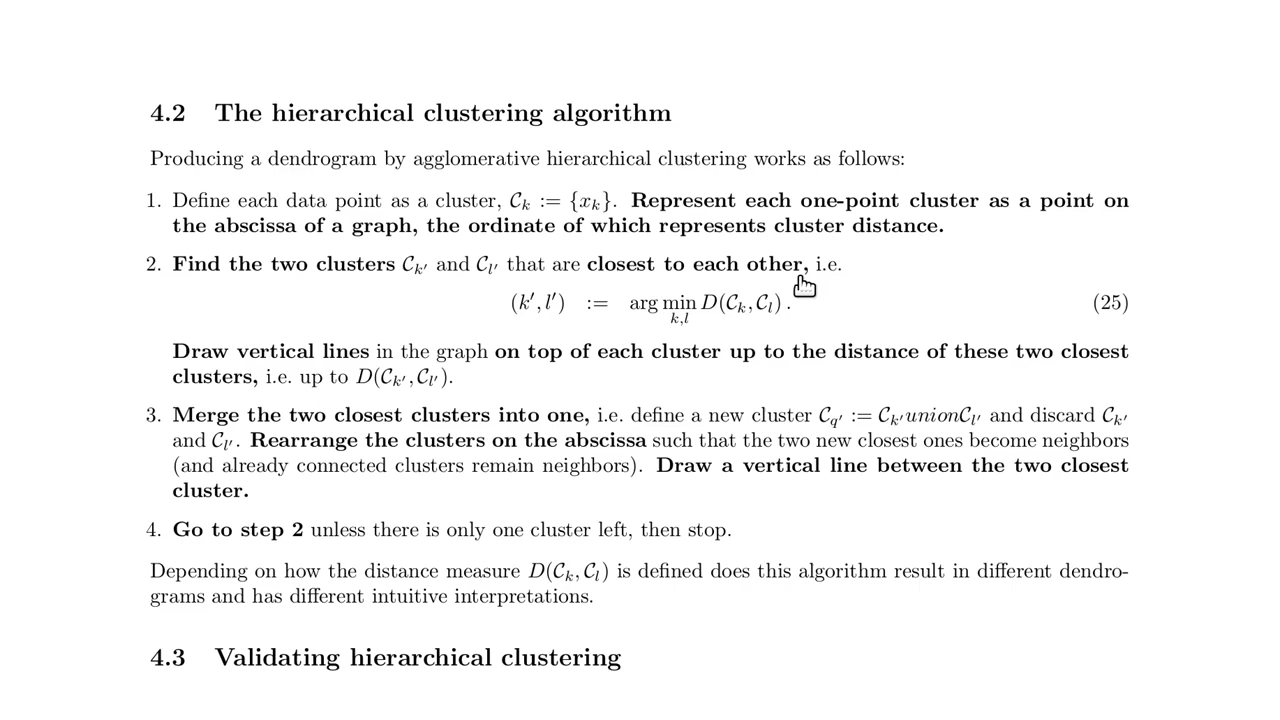 4.2 The hierarchical clustering algorithm
Producing a dendrogram by agglomerative hierarchical clustering works as follows:
1. Define each data point as a cluster, 𝒞ₖ := {xₖ}. Represent each one-point cluster as a point on
the abscissa of a graph, the ordinate of which represents cluster distance.
2. Find the two clusters 𝒞ₖ′ and 𝒞ₗ′ that are closest to each other, i.e.
(k′, l′) := arg min D(𝒞ₖ, 𝒞ₗ) . (25)
k,l
Draw vertical lines in the graph on top of each cluster up to the distance of these two closest
clusters, i.e. up to D(𝒞ₖ′, 𝒞ₗ′).
3. Merge the two closest clusters into one, i.e. define a new cluster 𝒞_q′ := 𝒞ₖ′union𝒞ₗ′ and discard 𝒞ₖ′
and 𝒞ₗ′. Rearrange the clusters on the abscissa such that the two new closest ones become neighbors
(and already connected clusters remain neighbors). Draw a vertical line between the two closest
cluster.
4. Go to step 2 unless there is only one cluster left, then stop.
Depending on how the distance measure D(𝒞ₖ, 𝒞ₗ) is defined does this algorithm result in different dendro-
grams and has different intuitive interpretations.
4.3 Validating hierarchical clustering